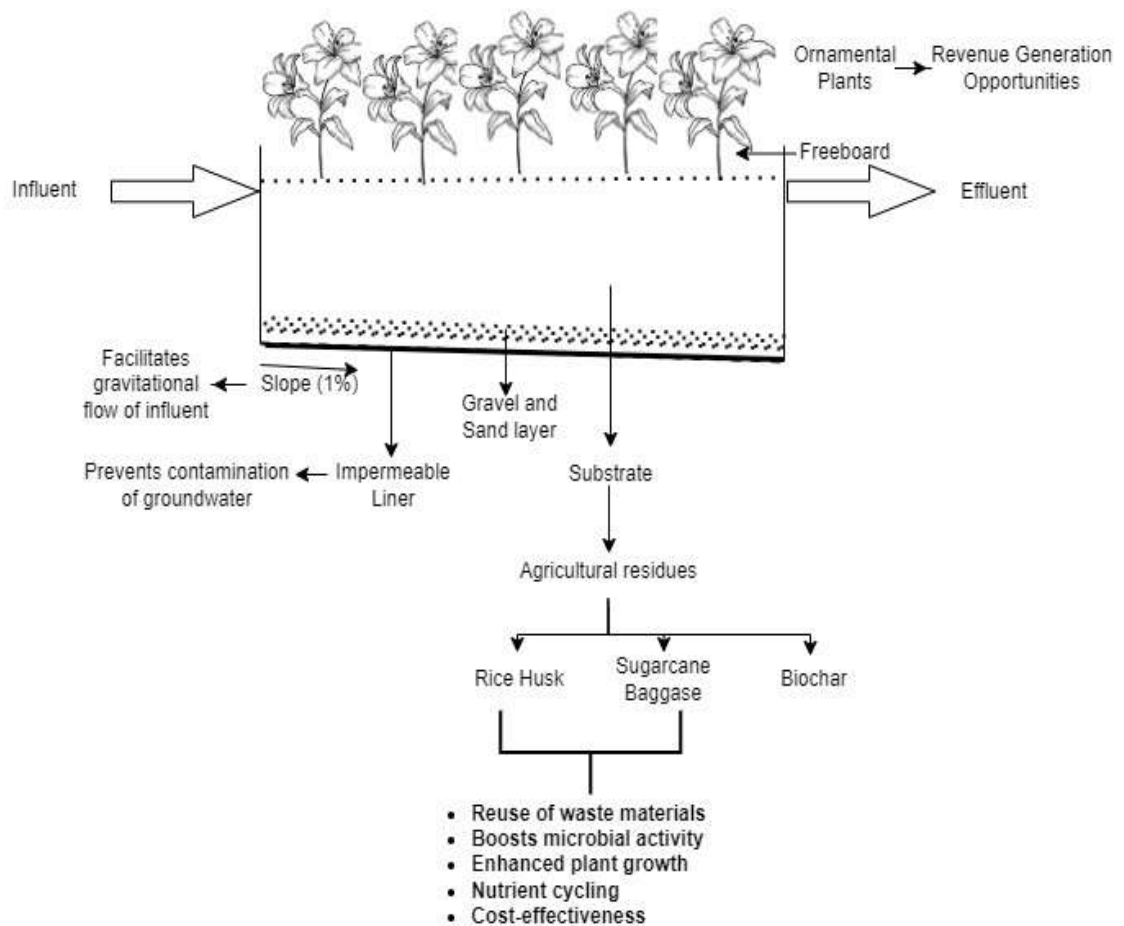 Ornamental
Plants
Revenue Generation
Opportunities
Freeboard
Influent
Effluent
Facilitates
gravitational
flow of influent
Slope (1%)
Gravel and
Sand layer
Prevents contamination
of groundwater
Impermeable
Liner
Substrate
Agricultural residues
Rice Husk
Sugarcane
Baggase
Biochar
• Reuse of waste materials
• Boosts microbial activity
• Enhanced plant growth
• Nutrient cycling
• Cost-effectiveness